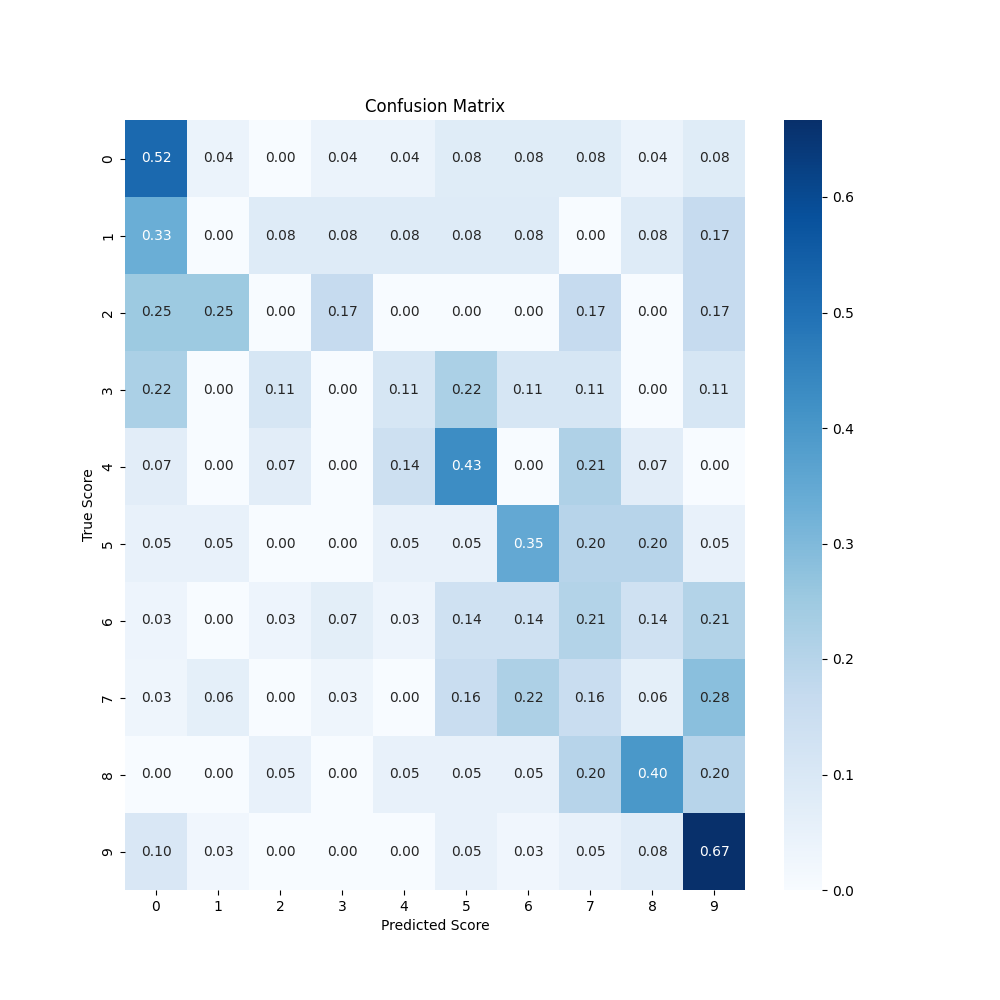 Confusion Matrix
0 0.52 0.04 0.00 0.04 0.04 0.08 0.08 0.08 0.04 0.08
1 0.33 0.00 0.08 0.08 0.08 0.08 0.08 0.00 0.08 0.17
2 0.25 0.25 0.00 0.17 0.00 0.00 0.00 0.17 0.00 0.17
3 0.22 0.00 0.11 0.00 0.11 0.22 0.11 0.11 0.00 0.11
4 0.07 0.00 0.07 0.00 0.14 0.43 0.00 0.21 0.07 0.00
5 0.05 0.05 0.00 0.00 0.05 0.05 0.35 0.20 0.20 0.05
6 0.03 0.00 0.03 0.07 0.03 0.14 0.14 0.21 0.14 0.21
7 0.03 0.06 0.00 0.03 0.00 0.16 0.22 0.16 0.06 0.28
8 0.00 0.00 0.05 0.00 0.05 0.05 0.05 0.20 0.40 0.20
9 0.10 0.03 0.00 0.00 0.00 0.05 0.03 0.05 0.08 0.67
0 1 2 3 4 5 6 7 8 9
Predicted Score
True Score
0.6
0.5
0.4
0.3
0.2
0.1
0.0